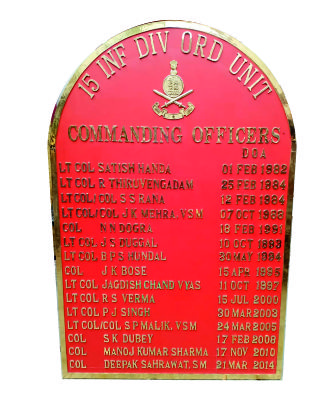 15 INF DIV ORD UNIT
COMMANDING OFFICERS
D O A
LT COL SATISH HANDA 01 FEB 1982
LT COL R THIRUVENGADAM 25 FEB 1984
LT COL/COL S S RANA 12 FEB 1984
LT COL/COL J K MEHRA, VSM 07 OCT 1988
COL N N DOGRA 18 FEB 1991
LT COL J S DUGGAL 10 OCT 1993
LT COL B P S MUNDAL 20 MAY 1994
COL J K BOSE 15 APR 1995
LT COL JAGDISH CHAND VYAS 11 OCT 1997
LT COL R S VERMA 15 JUL 2000
LT COL P J SINGH 30 MAR 2003
LT COL/COL S P MALIK, VSM 24 MAR 2005
COL S K DUBEY 17 FEB 2008
COL MANOJ KUMAR SHARMA 17 NOV 2010
COL DEEPAK SAHRAWAT, SM 21 MAR 2014